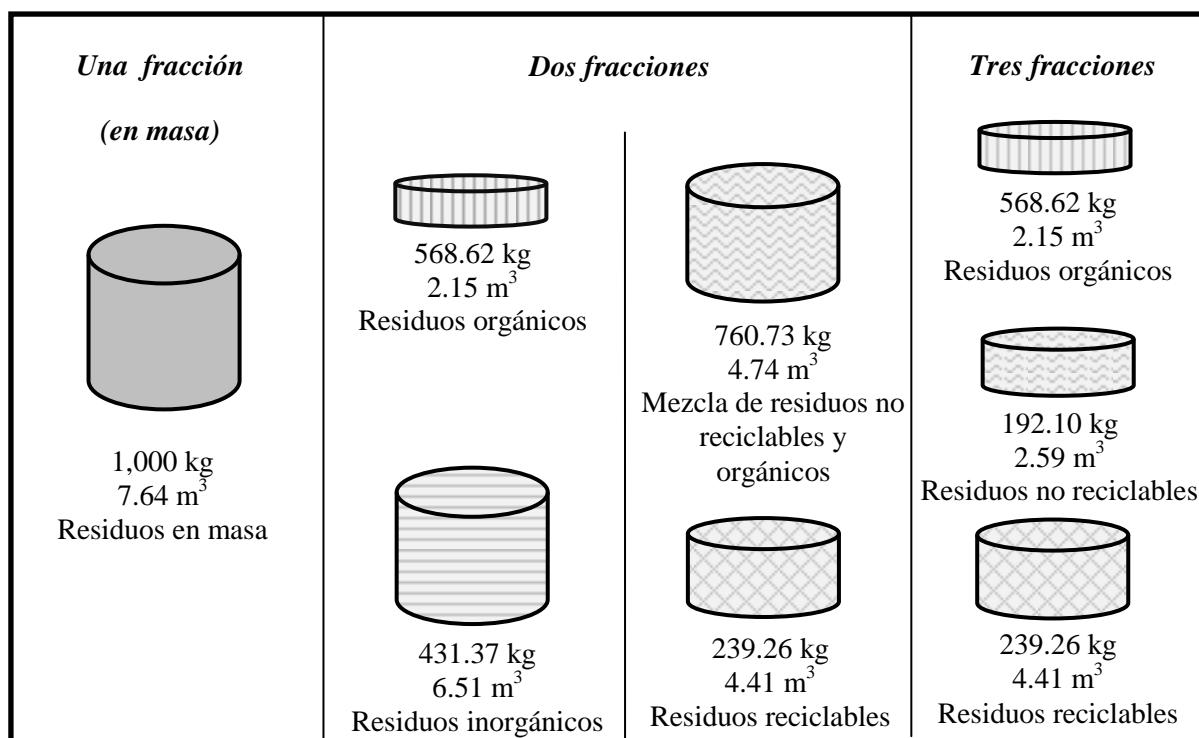 Una fracción
(en masa)
1,000 kg
7.64 m³
Residuos en masa
Dos fracciones
568.62 kg
2.15 m³
Residuos orgánicos
431.37 kg
6.51 m³
Residuos inorgánicos
760.73 kg
4.74 m³
Mezcla de residuos no
reciclables y
orgánicos
239.26 kg
4.41 m³
Residuos reciclables
Tres fracciones
568.62 kg
2.15 m³
Residuos orgánicos
192.10 kg
2.59 m³
Residuos no reciclables
239.26 kg
4.41 m³
Residuos reciclables